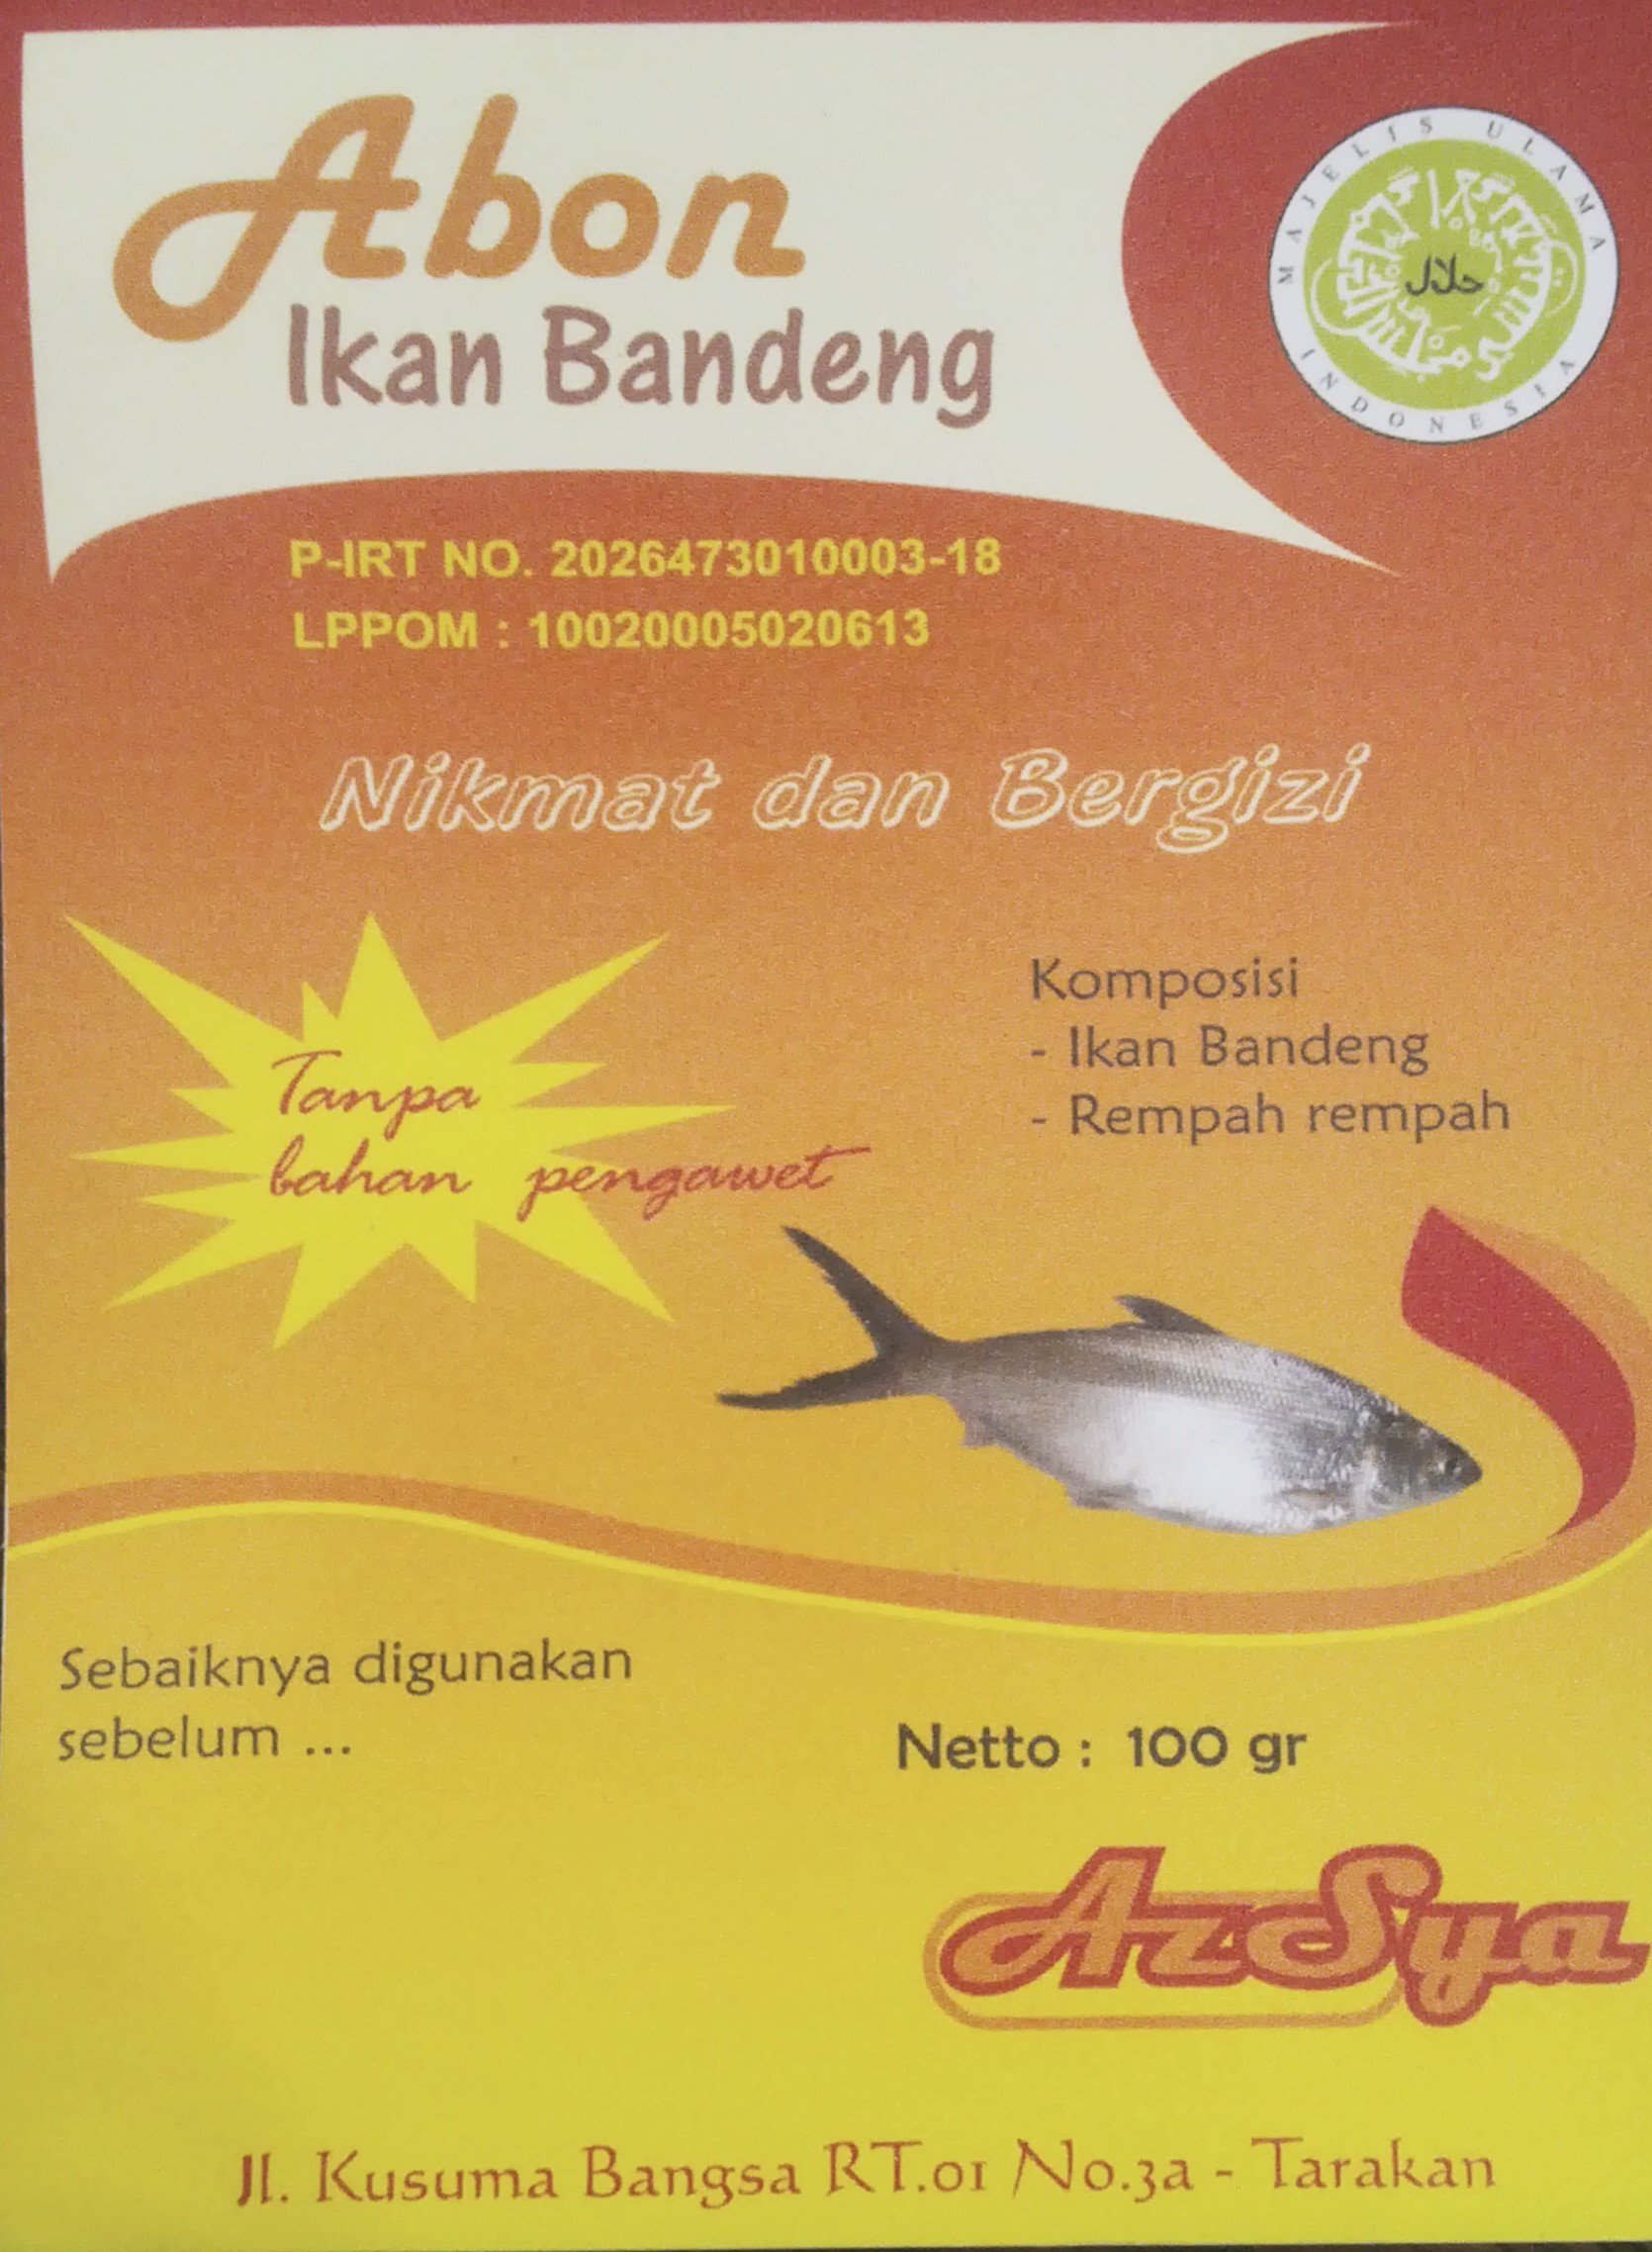 Abon
Ikan Bandeng
MAJELIS ULAMA
حلال
INDONESIA
P-IRT NO. 2026473010003-18
LPPOM : 10020005020613
Nikmat dan Bergizi
Tanpa
bahan pengawet
Komposisi
- Ikan Bandeng
- Rempah rempah
Sebaiknya digunakan
sebelum ...
Netto : 100 gr
AzSya
Jl. Kusuma Bangsa RT.01 No.3a - Tarakan